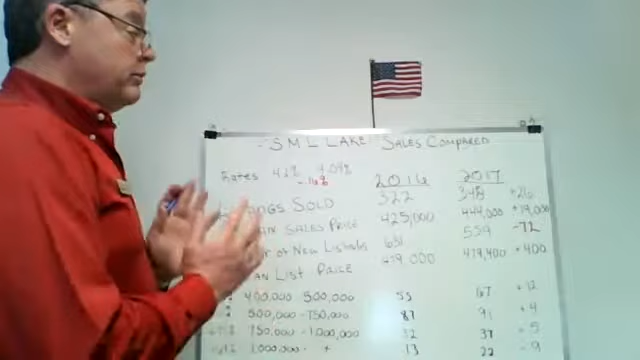 - SML LAKE SALES COMPARED
Rates 4.2% 4.04%
-.16%
2016 2017
SOLD 322 348 +26
SALES PRICE 425,000 444,000 +19,000
of New Listings 631 559 -72
LIST PRICE 479,000 479,400 +400
400,000 500,000 55 67 +12
500,000 - 750,000 87 91 +4
750,000 - 1,000,000 32 37 5
1,000,000 - + 13 22 9